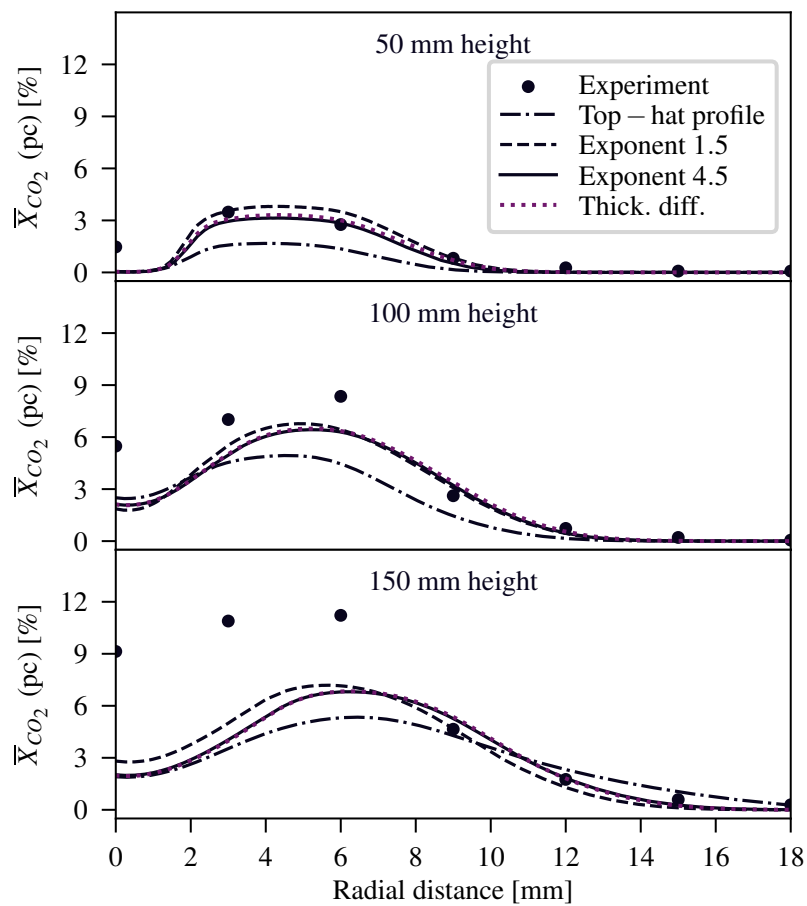 50 mm height
Experiment
Top − hat profile
Exponent 1.5
Exponent 4.5
Thick. diff.
X̅CO2 (pc) [%]
12
9
6
3
0
100 mm height
X̅CO2 (pc) [%]
12
9
6
3
0
150 mm height
X̅CO2 (pc) [%]
12
9
6
3
0
0 2 4 6 8 10 12 14 16 18
Radial distance [mm]